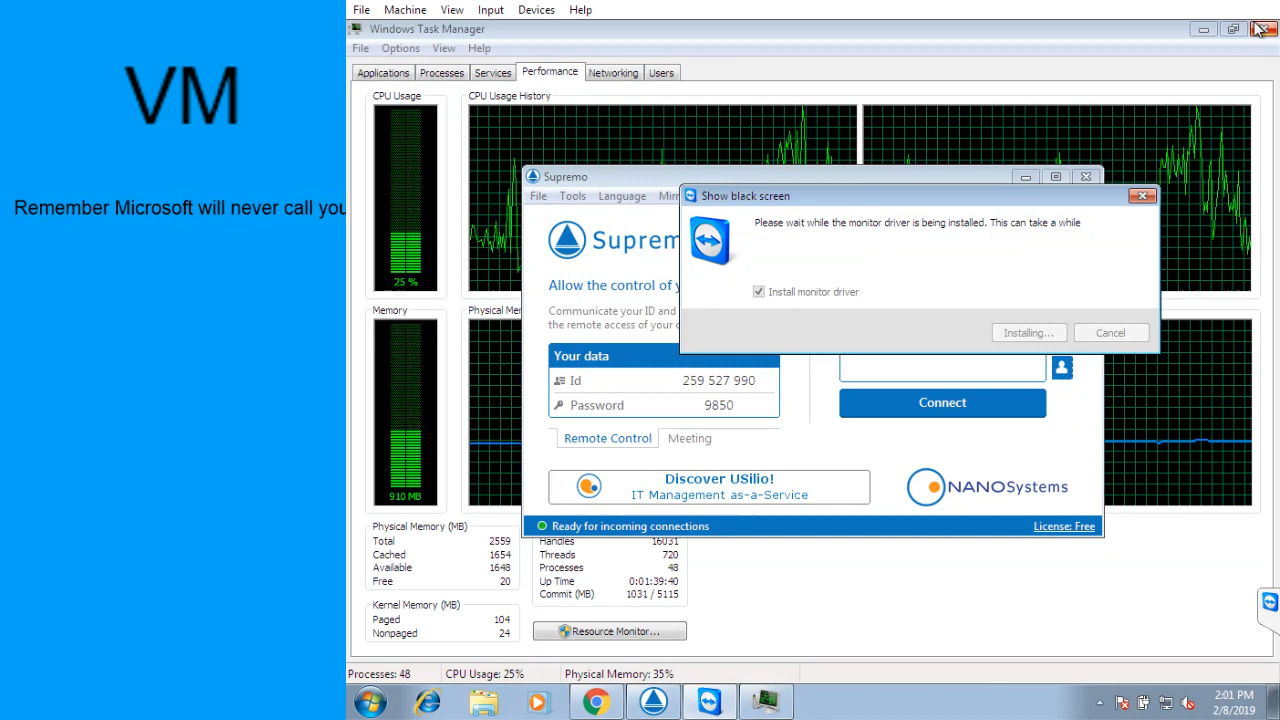 VM
Remember Microsoft will never call you
File Machine View Input Devices Help
Windows Task Manager
File Options View Help
Applications Processes Services Performance Networking Users
CPU Usage CPU Usage History
25 %
Memory Physical Me
910 MB
Supremo
File Tools Language Mirr
Suprem
Allow the control of y
Communicate your ID and
the remote access of your
Your data
Id 259 527 990
Password 9850
Connect
Remote Control Meeting
Discover USilio!
IT Management as-a-Service
NANOSystems
Ready for incoming connections License: Free
Show black screen
Please wait while the monitor driver is being installed. This can take a while
Install monitor driver
Installing... Cancel
Physical Memory (MB)
Total 2559
Cached 1654
Available 1648
Free 20
Kernel Memory (MB)
Paged 104
Nonpaged 24
Handles 16031
Threads 720
Processes 48
Up Time 0:01:39:40
Commit (MB) 1031 / 5115
Resource Monitor...
Processes: 48 CPU Usage: 25% Physical Memory: 35%
2:01 PM
2/8/2019